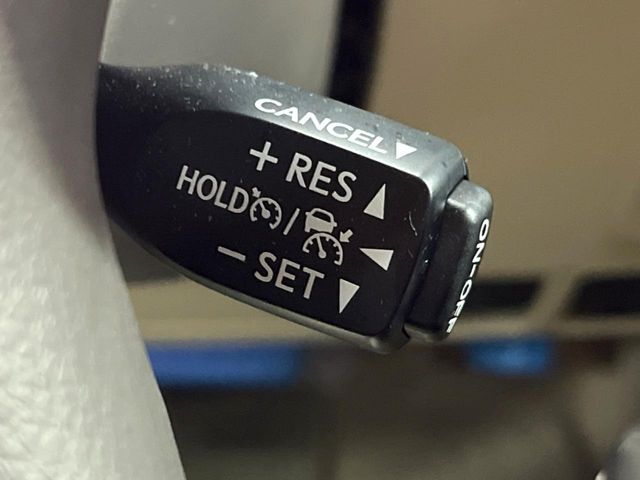 CANCEL▼
+ RES ▲
HOLD / ◀
− SET ▼
ON-OFF